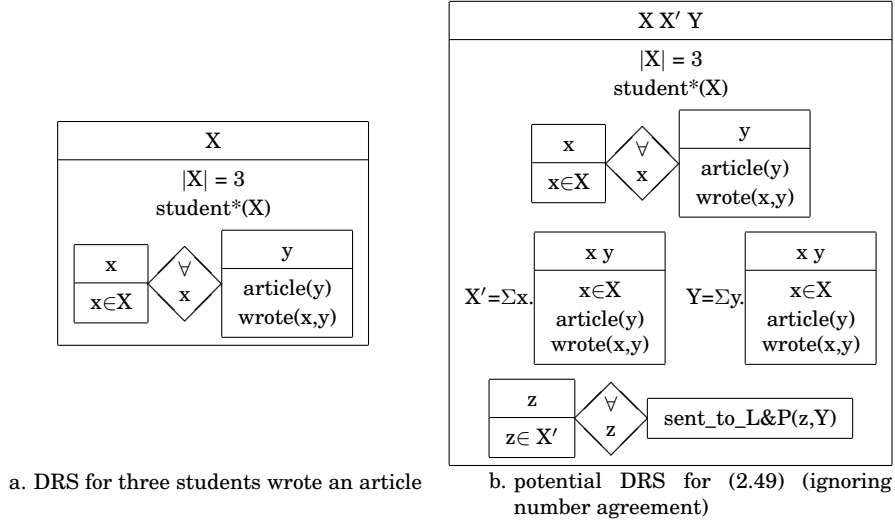 X
|X| = 3
student*(X)
x
x∈X
∀
x
y
article(y)
wrote(x,y)
a. DRS for three students wrote an article
X X′ Y
|X| = 3
student*(X)
x
x∈X
∀
x
y
article(y)
wrote(x,y)
X′=Σx.
x y
x∈X
article(y)
wrote(x,y)
Y=Σy.
x y
x∈X
article(y)
wrote(x,y)
z
z∈ X′
∀
z
sent_to_L&P(z,Y)
b. potential DRS for (2.49) (ignoring
number agreement)